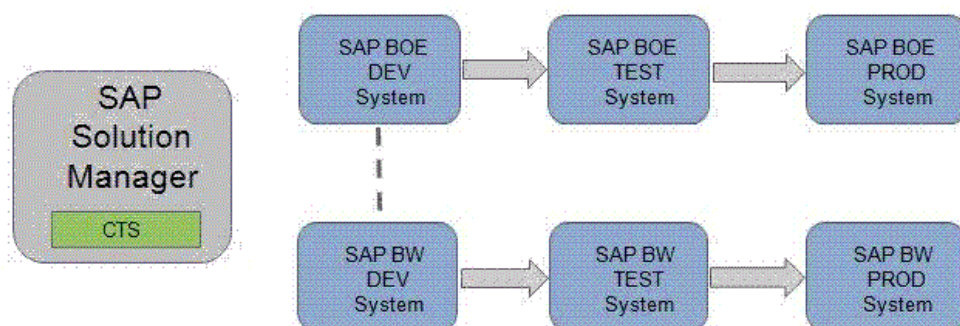 SAP
Solution
Manager
CTS
SAP BOE
DEV
System
SAP BOE
TEST
System
SAP BOE
PROD
System
SAP BW
DEV
System
SAP BW
TEST
System
SAP BW
PROD
System